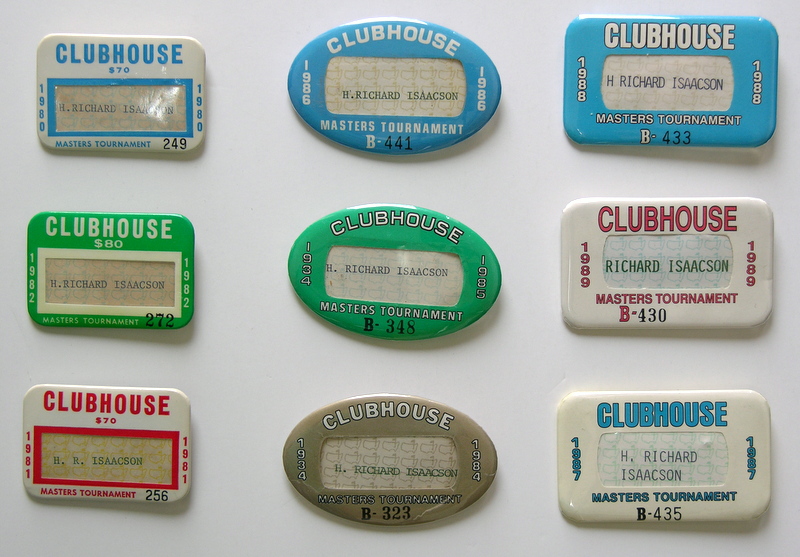 CLUBHOUSE
$70
1980 1980
H.RICHARD ISAACSON
MASTERS TOURNAMENT 249
CLUBHOUSE
1986 1986
H.RICHARD ISAACSON
MASTERS TOURNAMENT
B-441
CLUBHOUSE
1988 1988
H RICHARD ISAACSON
MASTERS TOURNAMENT
B-433
CLUBHOUSE
$80
1982 1982
H.RICHARD ISAACSON
MASTERS TOURNAMENT 272
CLUBHOUSE
1934 1985
H. RICHARD ISAACSON
MASTERS TOURNAMENT
B-348
CLUBHOUSE
1989 1989
RICHARD ISAACSON
MASTERS TOURNAMENT
B-430
CLUBHOUSE
$70
1981 1981
H. R. ISAACSON
MASTERS TOURNAMENT 256
CLUBHOUSE
1934 1984
H. RICHARD ISAACSON
MASTERS TOURNAMENT
B-323
CLUBHOUSE
1987 1987
H. RICHARD
ISAACSON
MASTERS TOURNAMENT
B-435